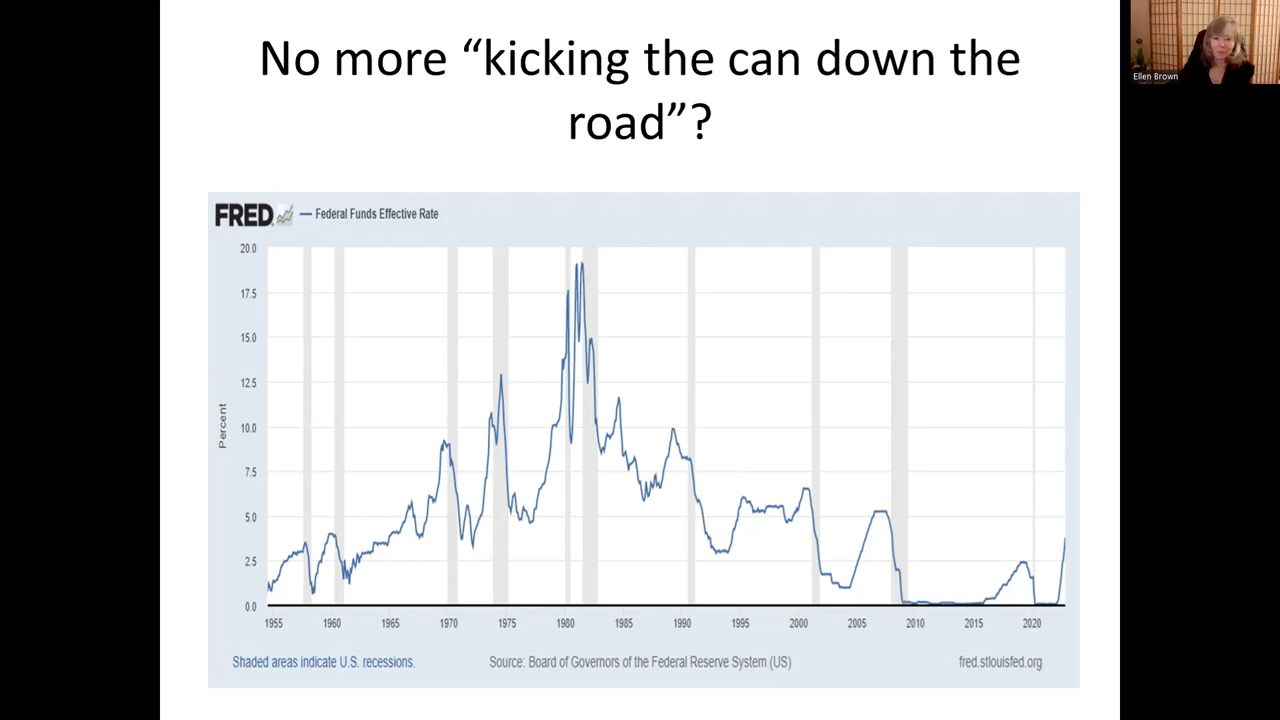 No more “kicking the can down the
road”?
Ellen Brown
FRED
Federal Funds Effective Rate
20.0
17.5
15.0
12.5
10.0
7.5
5.0
2.5
0.0
Percent
1955 1960 1965 1970 1975 1980 1985 1990 1995 2000 2005 2010 2015 2020
Shaded areas indicate U.S. recessions. Source: Board of Governors of the Federal Reserve System (US) fred.stlouisfed.org